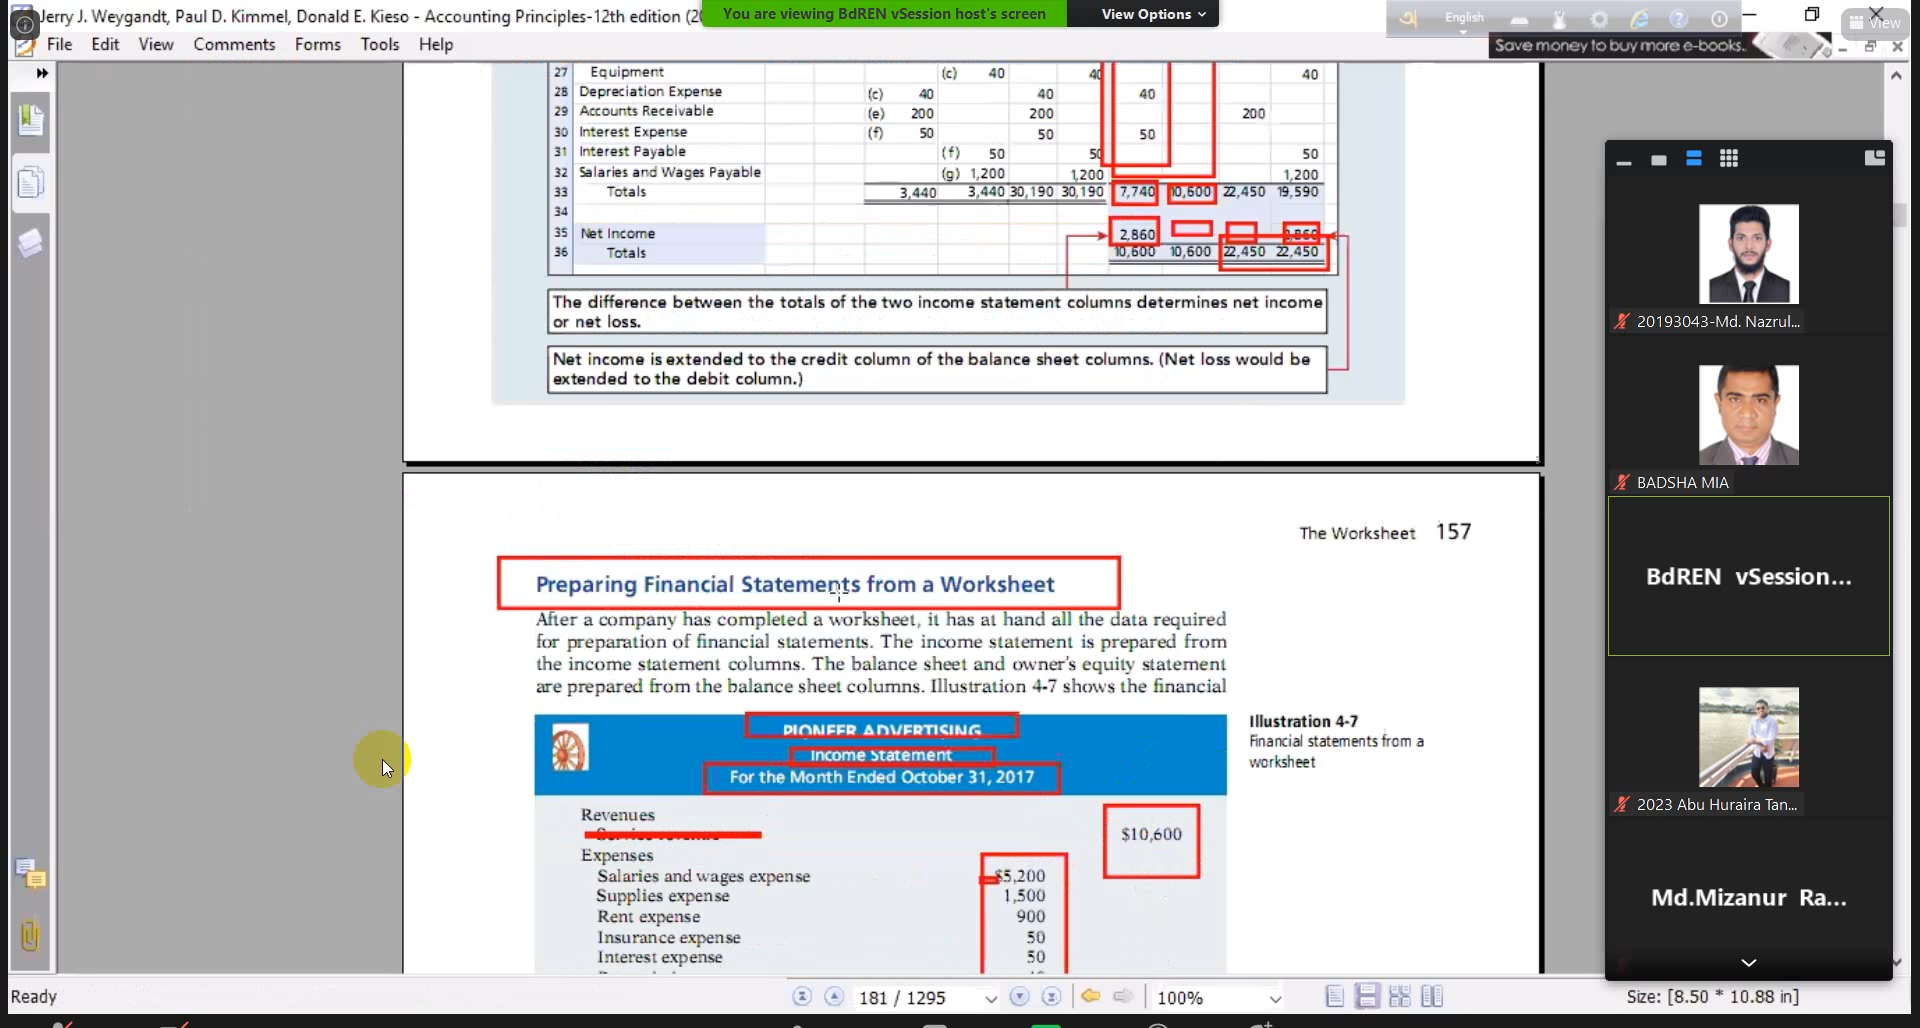 Jerry J. Weygandt, Paul D. Kimmel, Donald E. Kieso - Accounting Principles-12th edition (20
You are viewing BdREN vSession host's screen
View Options
English
View
File Edit View Comments Forms Tools Help
Save money to buy more e-books.
27 Equipment (c) 40 40 40
28 Depreciation Expense (c) 40 40 40
29 Accounts Receivable (e) 200 200 200
30 Interest Expense (f) 50 50 50
31 Interest Payable (f) 50 50 50
32 Salaries and Wages Payable (g) 1,200 1,200 1,200
33 Totals 3,440 3,440 30,190 30,190 7,740 10,600 22,450 19,590
34
35 Net Income 2,860 2,860
36 Totals 10,600 10,600 22,450 22,450
The difference between the totals of the two income statement columns determines net income
or net loss.
Net income is extended to the credit column of the balance sheet columns. (Net loss would be
extended to the debit column.)
The Worksheet 157
Preparing Financial Statements from a Worksheet
After a company has completed a worksheet, it has at hand all the data required
for preparation of financial statements. The income statement is prepared from
the income statement columns. The balance sheet and owner's equity statement
are prepared from the balance sheet columns. Illustration 4-7 shows the financial
PIONEER ADVERTISING
Income Statement
For the Month Ended October 31, 2017
Illustration 4-7
Financial statements from a
worksheet
Revenues
Service revenue $10,600
Expenses
Salaries and wages expense $5,200
Supplies expense 1,500
Rent expense 900
Insurance expense 50
Interest expense 50
20193043-Md. Nazrul...
BADSHA MIA
BdREN vSession...
2023 Abu Huraira Tan...
Md.Mizanur Ra...
Ready
181 / 1295
100%
Size: [8.50 * 10.88 in]